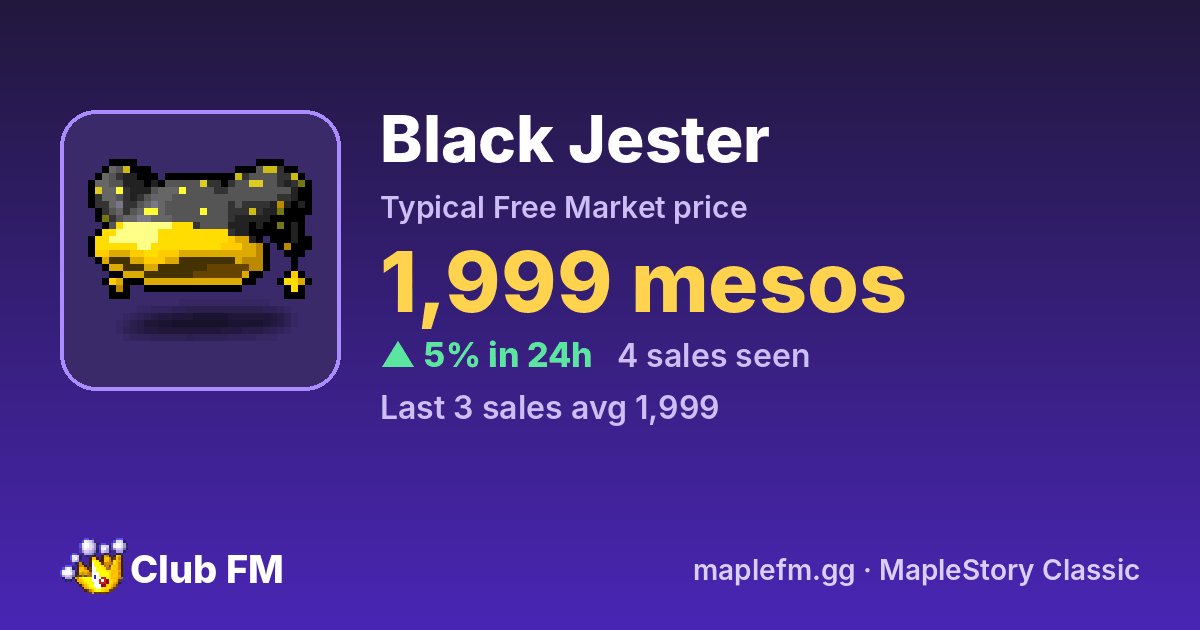 Black Jester
Typical Free Market price
1,999 mesos
▲ 5% in 24h 4 sales seen
Last 3 sales avg 1,999
Club FM
maplefm.gg · MapleStory Classic